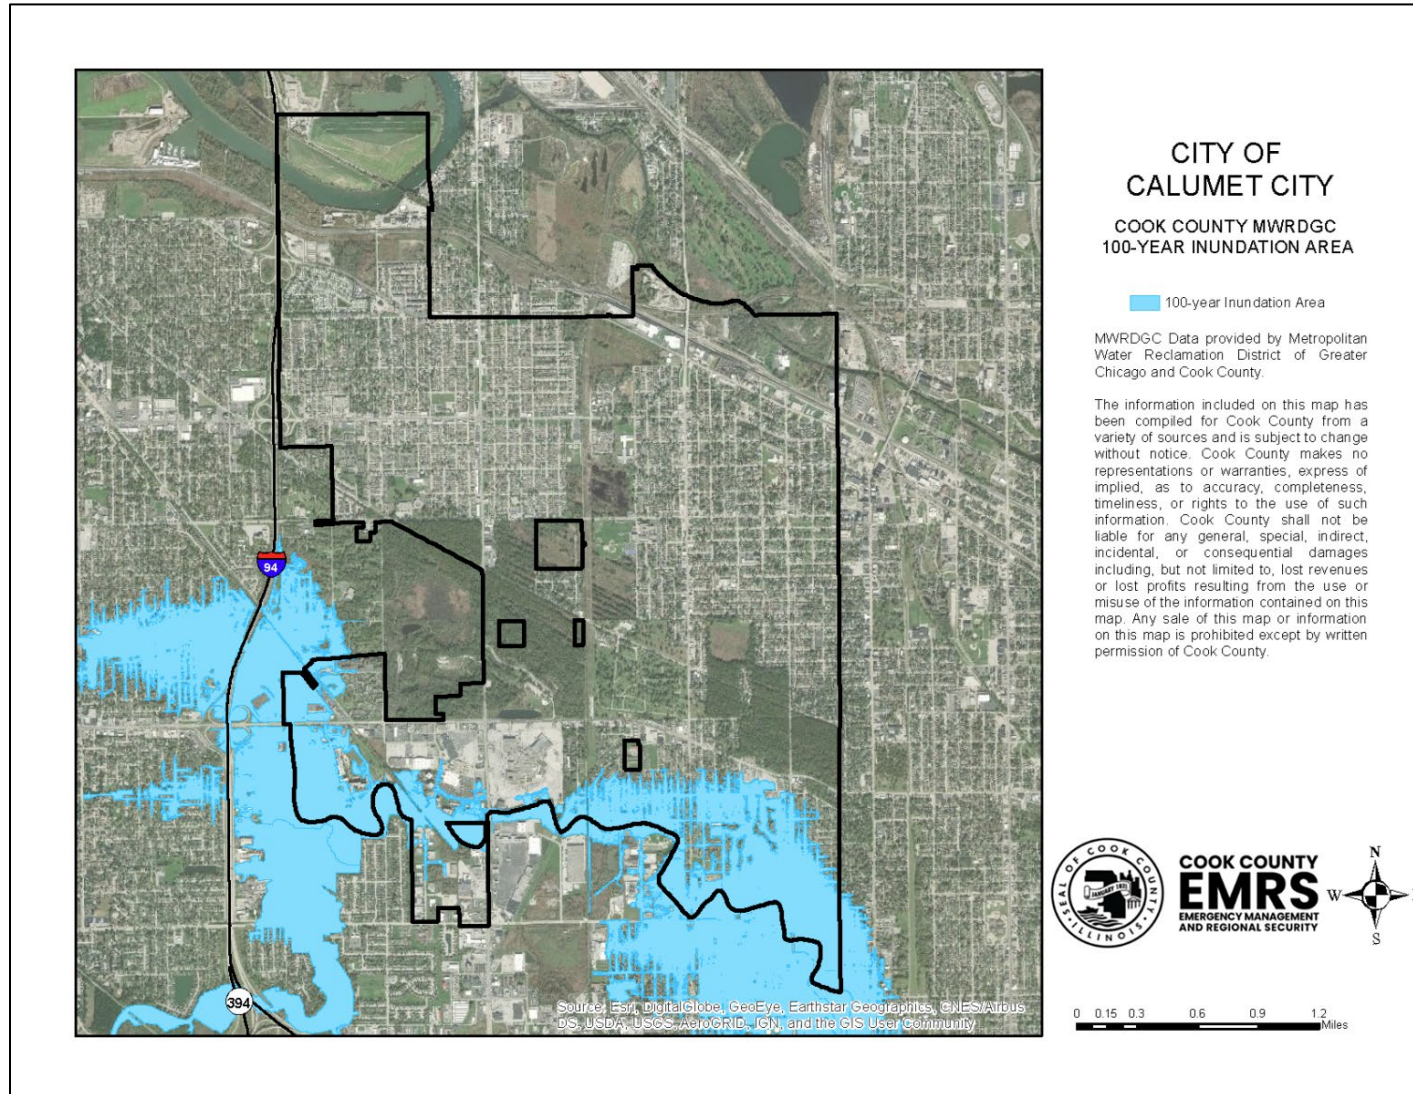 CITY OF
CALUMET CITY
COOK COUNTY MWRDGC
100-YEAR INUNDATION AREA
100-year Inundation Area
MWRDGC Data provided by Metropolitan
Water Reclamation District of Greater
Chicago and Cook County.
The information included on this map has
been compiled for Cook County from a
variety of sources and is subject to change
without notice. Cook County makes no
representations or warranties, express of
implied, as to accuracy, completeness,
timeliness, or rights to the use of such
information. Cook County shall not be
liable for any general, special, indirect,
incidental, or consequential damages
including, but not limited to, lost revenues
or lost profits resulting from the use or
misuse of the information contained on this
map. Any sale of this map or information
on this map is prohibited except by written
permission of Cook County.
94
394
Source: Esri, DigitalGlobe, GeoEye, Earthstar Geographics, CNES/Airbus
DS, USDA, USGS, AeroGRID, IGN, and the GIS User Community
SEAL OF COOK COUNTY
JANUARY 1831
ILLINOIS
COOK COUNTY
EMRS
EMERGENCY MANAGEMENT
AND REGIONAL SECURITY
N
W
S
0 0.15 0.3 0.6 0.9 1.2
Miles